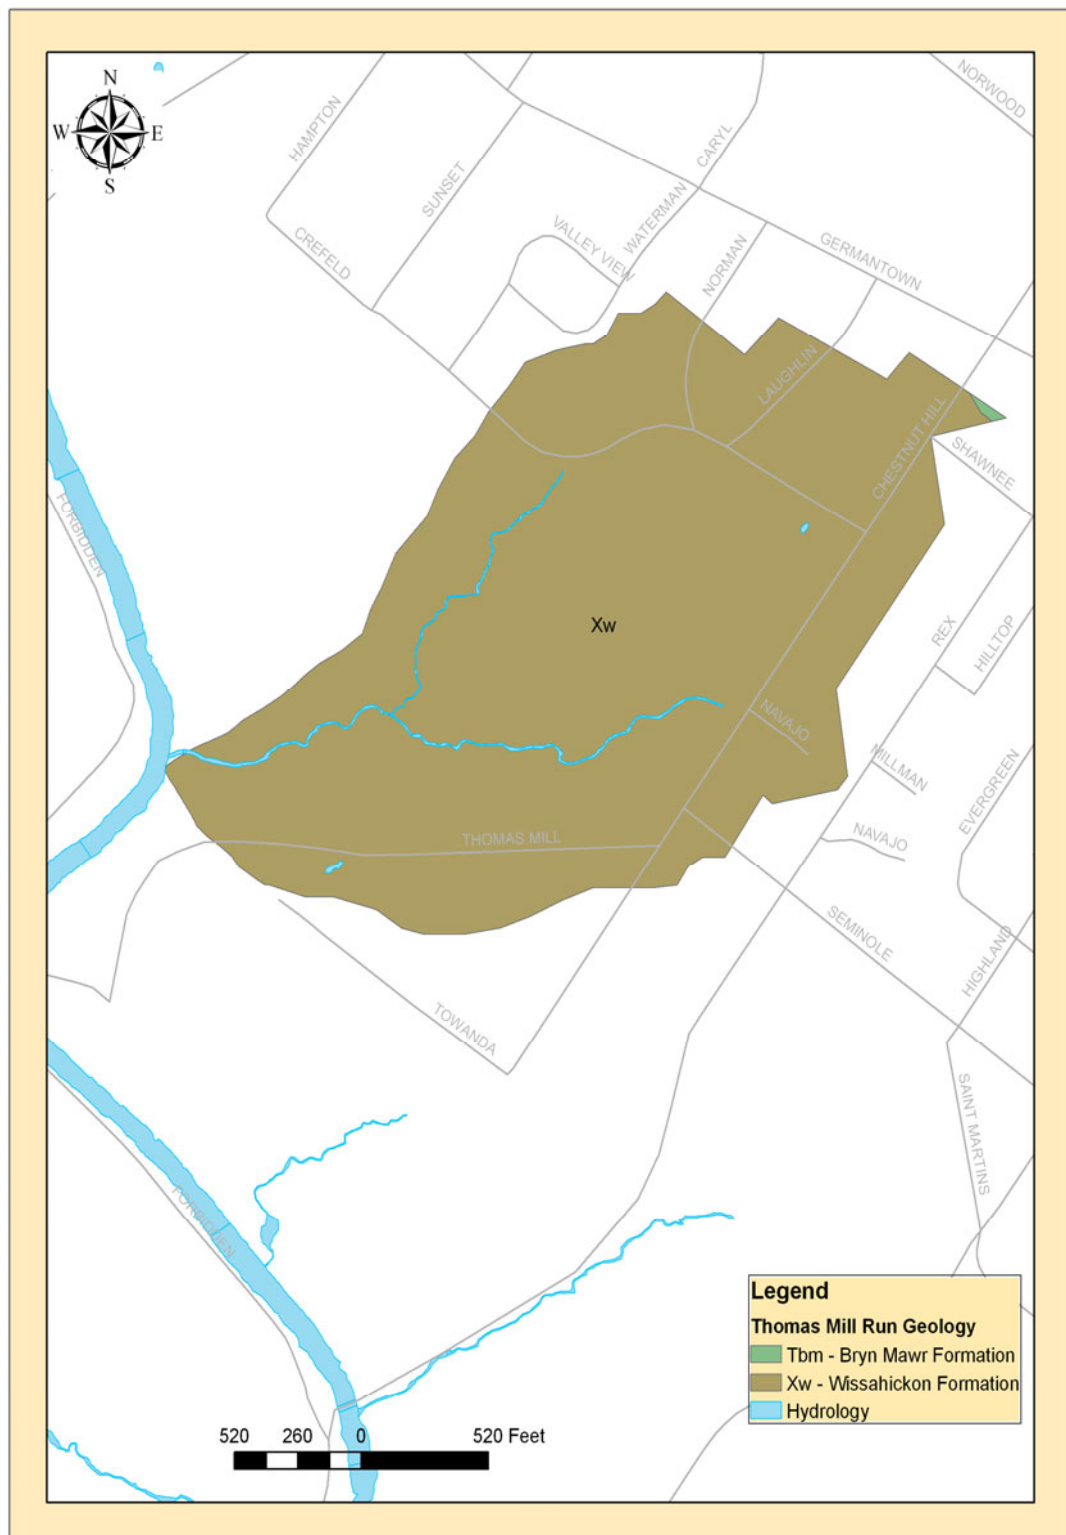 N
W E
S
NORWOOD
HAMPTON
CARYL
SUNSET
WATERMAN
VALLEY VIEW
CREFELD
NORMAN
GERMANTOWN
LAUGHLIN
CHESTNUT HILL
SHAWNEE
FORBIDDEN
Xw
REX
HILLTOP
NAVAJO
MILLMAN
EVERGREEN
THOMAS MILL
NAVAJO
SEMINOLE
HIGHLAND
TOWANDA
SAINT MARTINS
FORBIDDEN
Legend
Thomas Mill Run Geology
Tbm - Bryn Mawr Formation
Xw - Wissahickon Formation
Hydrology
520 260 0 520 Feet